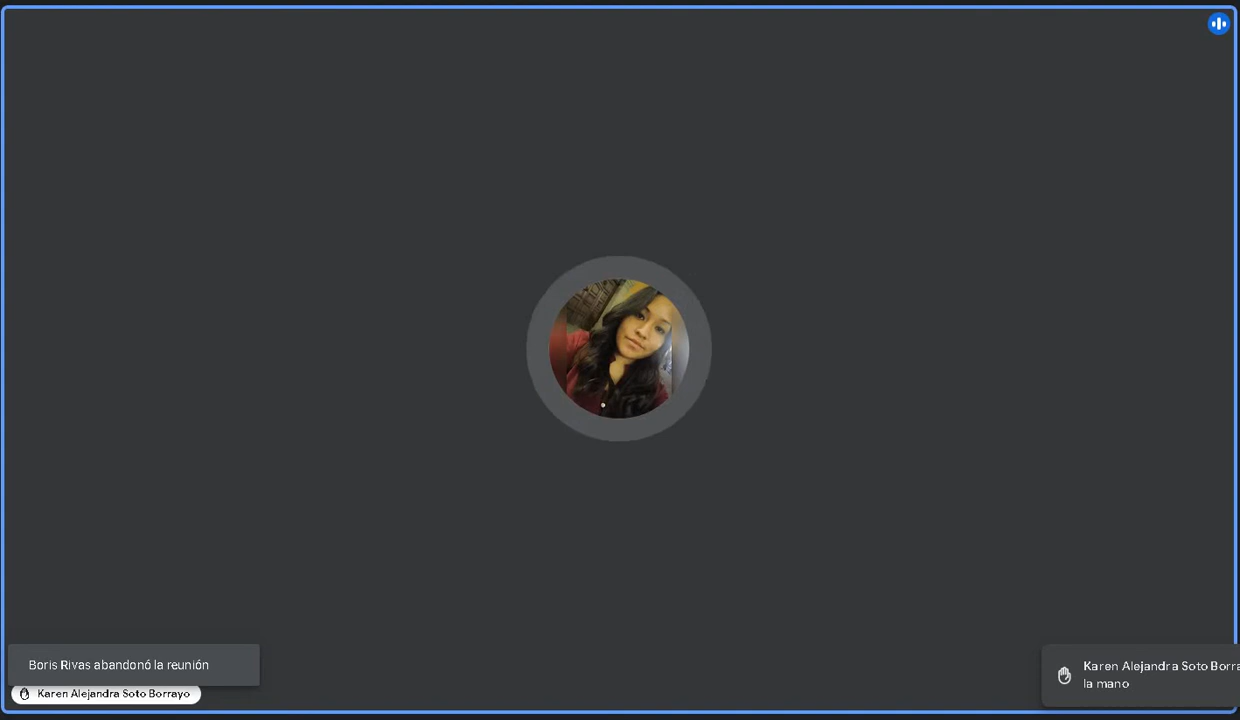 Boris Rivas abandonó la reunión
Karen Alejandra Soto Borrayo
Karen Alejandra Soto Borra
la mano